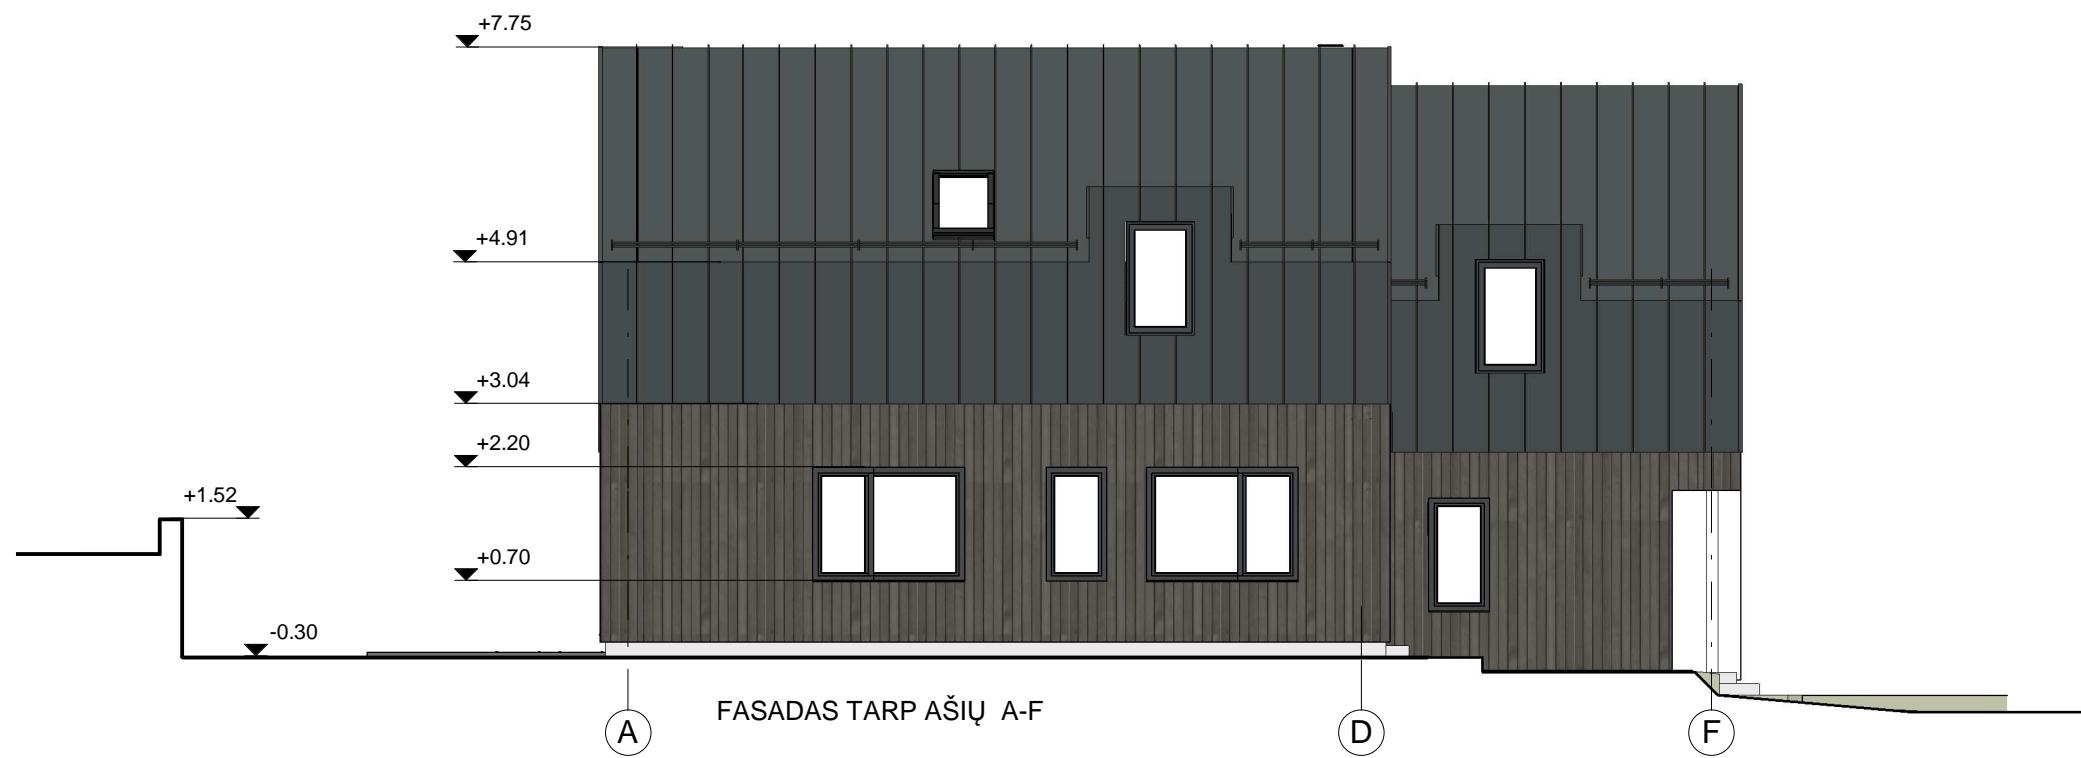 +7.75
+4.91
+3.04
+2.20
+1.52
+0.70
-0.30
FASADAS TARP AŠIŲ A-F
A
D
F